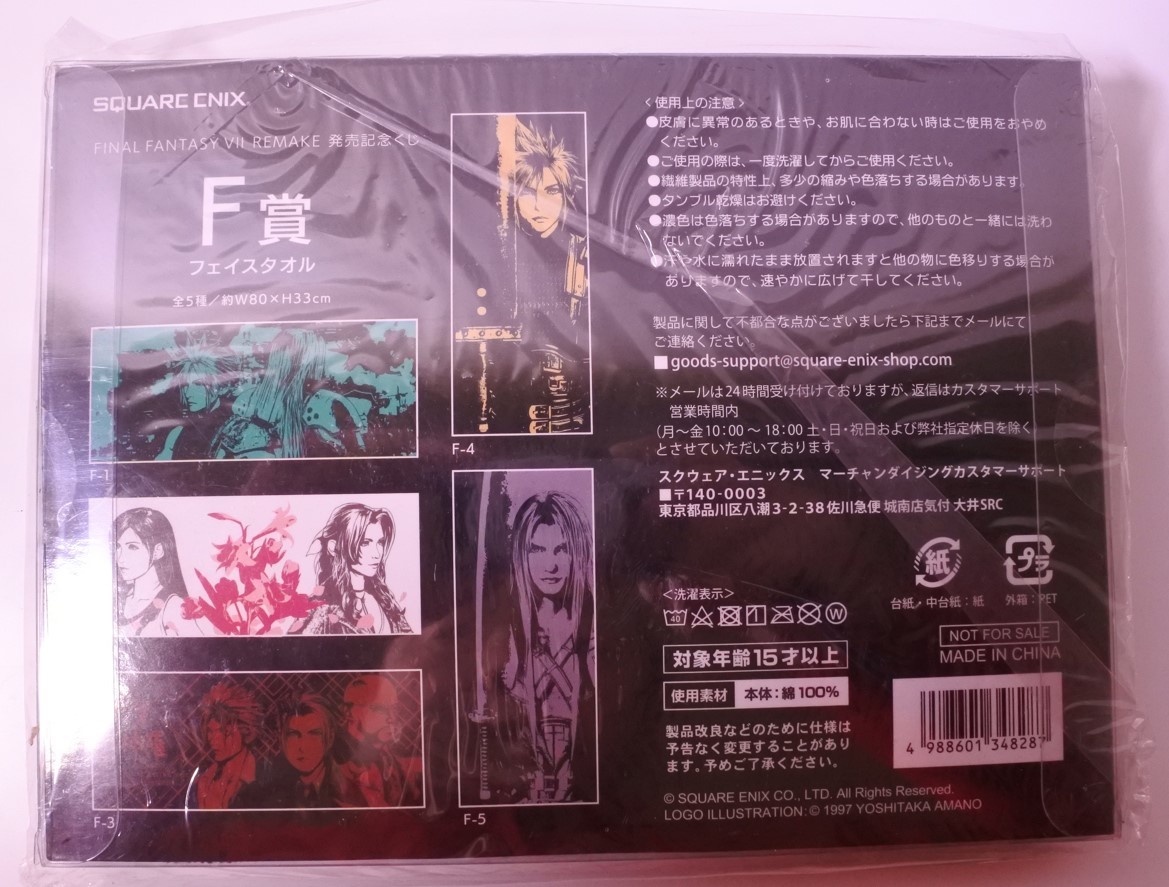 SQUARE ENIX
FINAL FANTASY VII REMAKE 発売記念くじ
F賞
フェイスタオル
全5種/約W80×H33cm
F-1
F-3
F-4
F-5
<使用上の注意>
●皮膚に異常のあるときや、お肌に合わない時はご使用をおやめ
ください。
●ご使用の際は、一度洗濯してからご使用ください。
●繊維製品の特性上、多少の縮みや色落ちする場合があります。
●タンブル乾燥はお避けください。
●濃色は色落ちする場合がありますので、他のものと一緒には洗わ
ないでください。
●汗や水に濡れたまま放置されますと他の物に色移りする場合が
ありますので、速やかに広げて干してください。
製品に関して不都合な点がございましたら下記までメールにて
ご連絡ください。
■goods-support@square-enix-shop.com
※メールは24時間受け付けておりますが、返信はカスタマーサポート
営業時間内
(月~金10:00~18:00 土・日・祝日および弊社指定休日を除く
とさせていただいております。
スクウェア・エニックス マーチャンダイジングカスタマーサポート
■〒140-0003
東京都品川区八潮3-2-38佐川急便 城南店気付 大井SRC
紙
プラ
台紙・中台紙:紙
外箱:PET
<洗濯表示>
40
W
NOT FOR SALE
MADE IN CHINA
対象年齢15才以上
使用素材 本体:綿100%
製品改良などのために仕様は
予告なく変更することがあり
ます。予めご了承ください。
4 988601 348287
© SQUARE ENIX CO., LTD. All Rights Reserved.
LOGO ILLUSTRATION: © 1997 YOSHITAKA AMANO